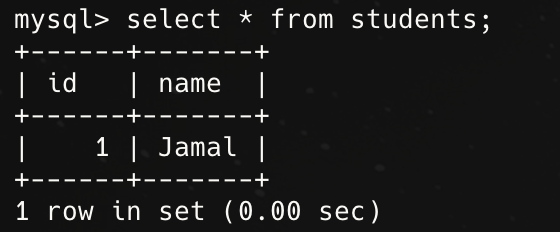 mysql> select * from students;
+------+-------+
| id   | name  |
+------+-------+
|    1 | Jamal |
+------+-------+
1 row in set (0.00 sec)